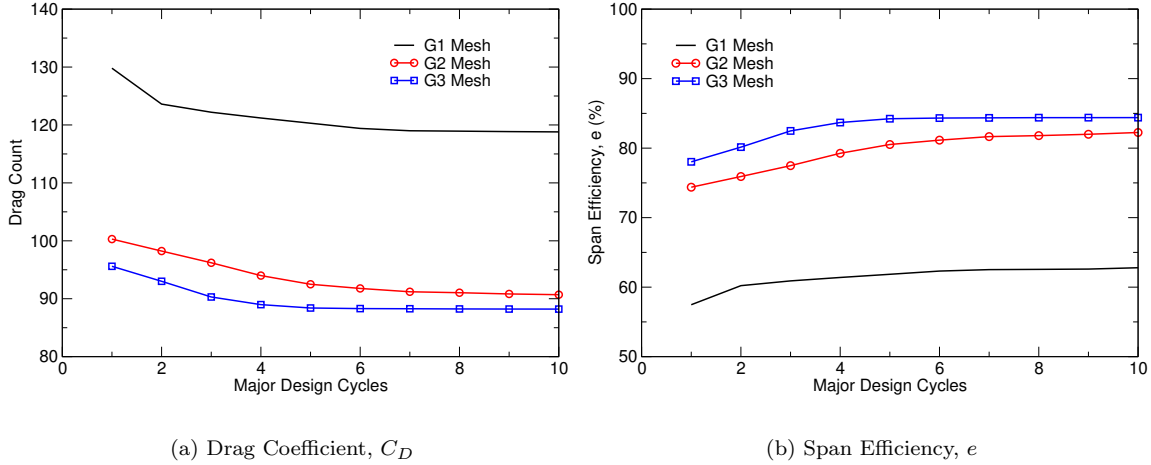 140
130
120
110
100
90
80
0
2
4
6
8
10
Drag Count
Major Design Cycles
G1 Mesh
G2 Mesh
G3 Mesh
(a) Drag Coefficient, C_D
100
90
80
70
60
50
0
2
4
6
8
10
Span Efficiency, e (%)
Major Design Cycles
G1 Mesh
G2 Mesh
G3 Mesh
(b) Span Efficiency, e